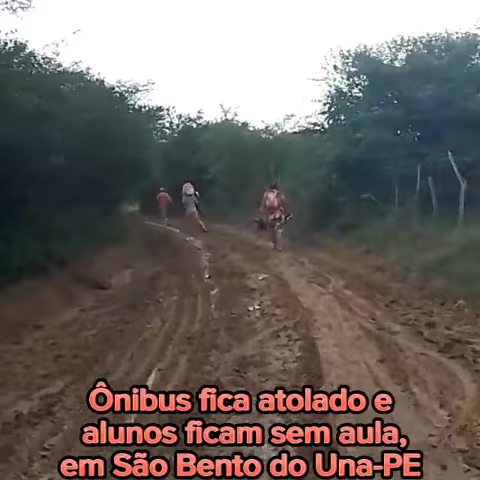 Ônibus fica atolado e
alunos ficam sem aula,
em São Bento do Una-PE